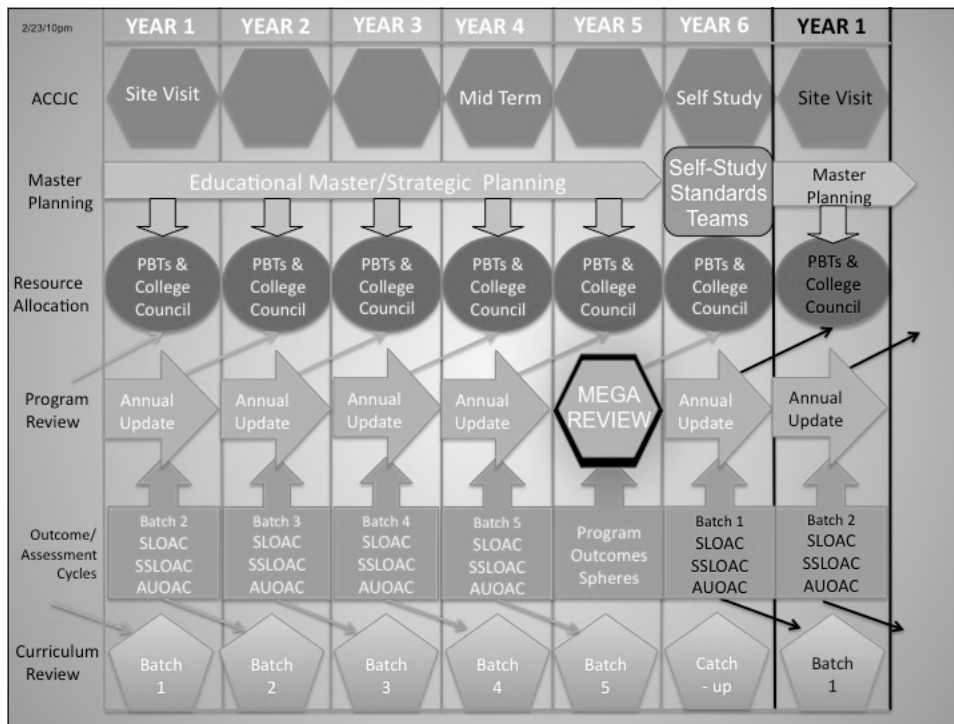 2/23/10pm
YEAR 1
YEAR 2
YEAR 3
YEAR 4
YEAR 5
YEAR 6
YEAR 1
ACCJC
Site Visit
Mid Term
Self Study
Site Visit
Master
Planning
Educational Master/Strategic Planning
Self-Study
Standards
Teams
Master
Planning
Resource
Allocation
PBTs &
College
Council
PBTs &
College
Council
PBTs &
College
Council
PBTs &
College
Council
PBTs &
College
Council
PBTs &
College
Council
PBTs &
College
Council
Program
Review
Annual
Update
Annual
Update
Annual
Update
Annual
Update
MEGA
REVIEW
Annual
Update
Annual
Update
Outcome/
Assessment
Cycles
Batch 2
SLOAC
SSLOAC
AUOAC
Batch 3
SLOAC
SSLOAC
AUOAC
Batch 4
SLOAC
SSLOAC
AUOAC
Batch 5
SLOAC
SSLOAC
AUOAC
Program
Outcomes
Spheres
Batch 1
SLOAC
SSLOAC
AUOAC
Batch 2
SLOAC
SSLOAC
AUOAC
Curriculum
Review
Batch
1
Batch
2
Batch
3
Batch
4
Batch
5
Catch
- up
Batch
1